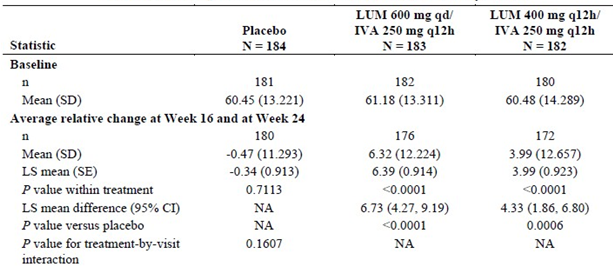 Statistic Placebo N = 184 LUM 600 mg qd/ IVA 250 mg q12h N = 183 LUM 400 mg q12h/ IVA 250 mg q12h N = 182
Baseline
n 181 182 180
Mean (SD) 60.45 (13.221) 61.18 (13.311) 60.48 (14.289)
Average relative change at Week 16 and at Week 24
n 180 176 172
Mean (SD) -0.47 (11.293) 6.32 (12.224) 3.99 (12.657)
LS mean (SE) -0.34 (0.913) 6.39 (0.914) 3.99 (0.923)
P value within treatment 0.7113 <0.0001 <0.0001
LS mean difference (95% CI) NA 6.73 (4.27, 9.19) 4.33 (1.86, 6.80)
P value versus placebo NA <0.0001 0.0006
P value for treatment-by-visit 0.1607 NA NA
interaction